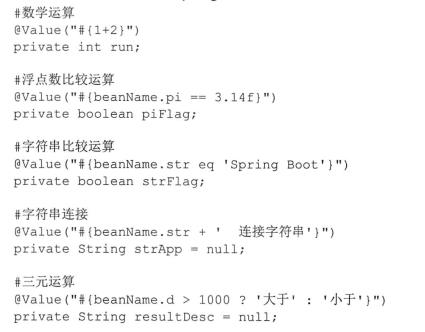 #数学运算
@Value("#{1+2}")
private int run;
#浮点数比较运算
@Value("#{beanName.pi == 3.14f}")
private boolean piFlag;
#字符串比较运算
@Value("#{beanName.str eq 'Spring Boot'}")
private boolean strFlag;
#字符串连接
@Value("#{beanName.str + '  连接字符串'}")
private String strApp = null;
#三元运算
@Value("#{beanName.d > 1000 ? '大于' : '小于'}")
private String resultDesc = null;